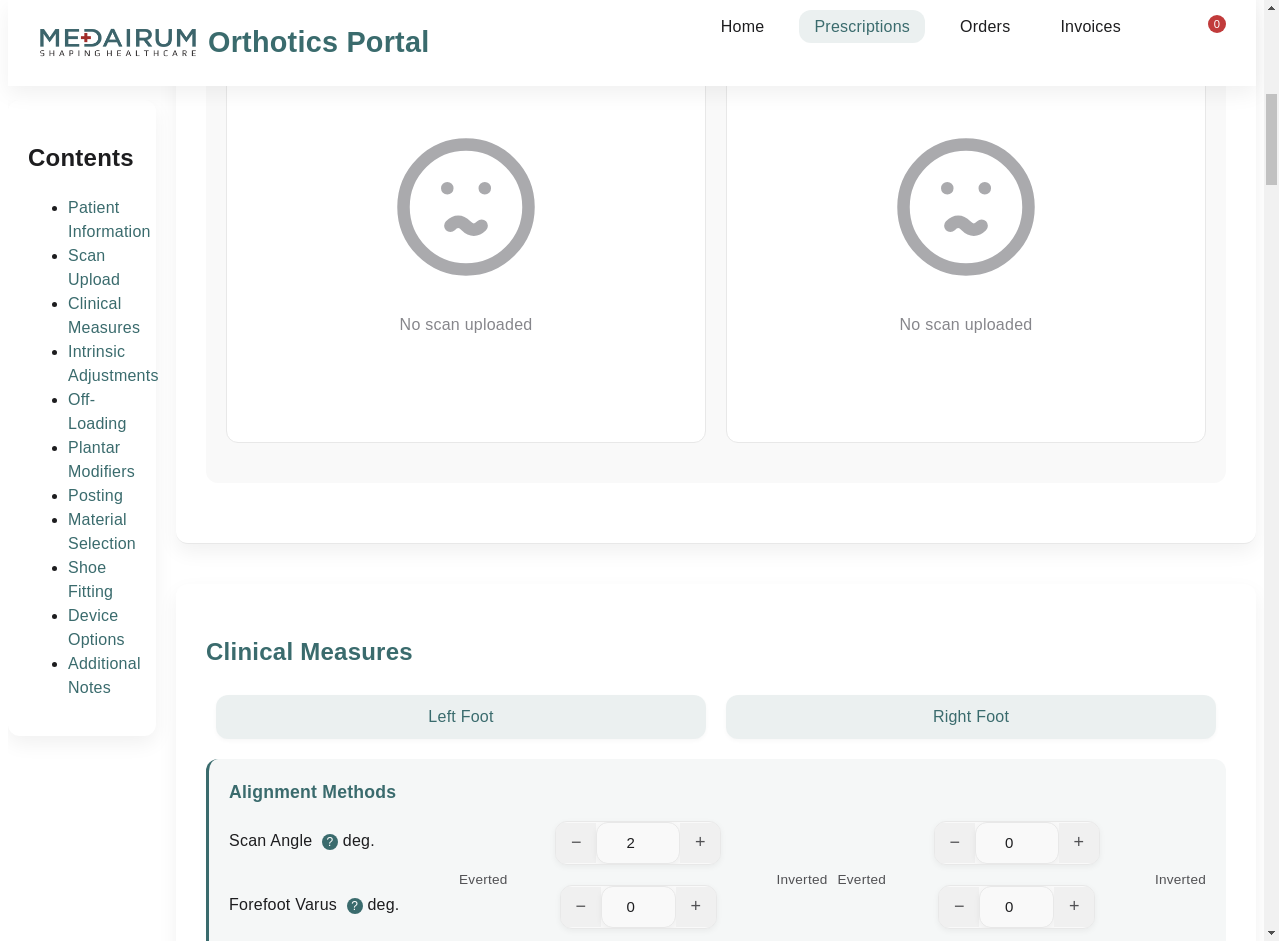 MEDAIRUM
SHAPING HEALTHCARE
Orthotics Portal
Home
Prescriptions
Orders
Invoices
0
Contents
Patient
Information
Scan
Upload
Clinical
Measures
Intrinsic
Adjustments
Off-
Loading
Plantar
Modifiers
Posting
Material
Selection
Shoe
Fitting
Device
Options
Additional
Notes
No scan uploaded
No scan uploaded
Clinical Measures
Left Foot
Right Foot
Alignment Methods
Scan Angle ? deg.
− 2 +
− 0 +
Everted
Inverted
Everted
Inverted
Forefoot Varus ? deg.
− 0 +
− 0 +